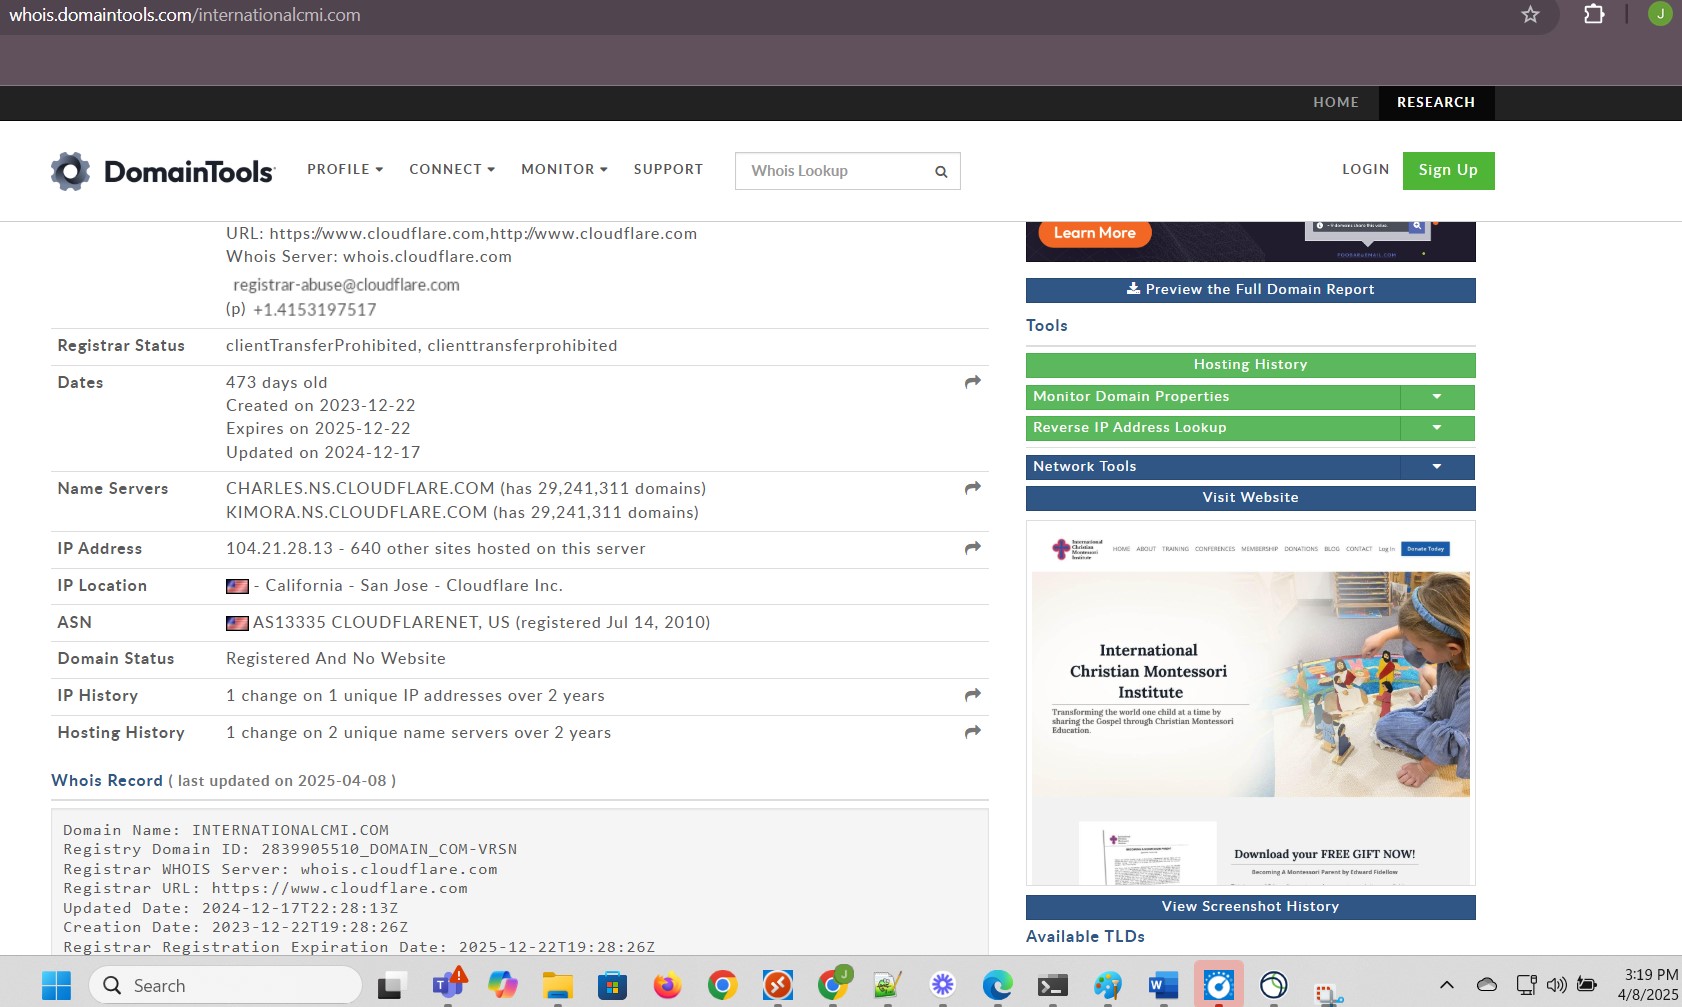 whois.domaintools.com/internationalcmi.com
J
HOME
RESEARCH
DomainTools
PROFILE
CONNECT
MONITOR
SUPPORT
Whois Lookup
LOGIN
Sign Up
URL: https://www.cloudflare.com,http://www.cloudflare.com
Whois Server: whois.cloudflare.com
registrar-abuse@cloudflare.com
(p) +1.4153197517
Registrar Status clientTransferProhibited, clienttransferprohibited
Dates 473 days old
Created on 2023-12-22
Expires on 2025-12-22
Updated on 2024-12-17
Name Servers CHARLES.NS.CLOUDFLARE.COM (has 29,241,311 domains)
KIMORA.NS.CLOUDFLARE.COM (has 29,241,311 domains)
IP Address 104.21.28.13 - 640 other sites hosted on this server
IP Location - California - San Jose - Cloudflare Inc.
ASN AS13335 CLOUDFLARENET, US (registered Jul 14, 2010)
Domain Status Registered And No Website
IP History 1 change on 1 unique IP addresses over 2 years
Hosting History 1 change on 2 unique name servers over 2 years
Whois Record ( last updated on 2025-04-08 )
Domain Name: INTERNATIONALCMI.COM
Registry Domain ID: 2839905510_DOMAIN_COM-VRSN
Registrar WHOIS Server: whois.cloudflare.com
Registrar URL: https://www.cloudflare.com
Updated Date: 2024-12-17T22:28:13Z
Creation Date: 2023-12-22T19:28:26Z
Registrar Registration Expiration Date: 2025-12-22T19:28:26Z
Learn More
Preview the Full Domain Report
Tools
Hosting History
Monitor Domain Properties
Reverse IP Address Lookup
Network Tools
Visit Website
International
Christian
Montessori
Institute
HOME ABOUT TRAINING CONFERENCES MEMBERSHIP DONATIONS BLOG CONTACT Log In Donate Today
International
Christian Montessori
Institute
Transforming the world one child at a time by
sharing the Gospel through Christian Montessori
Education.
Download your FREE GIFT NOW!
Becoming A Montessori Parent by Edward Fidellow
View Screenshot History
Available TLDs
Search
J
3:19 PM
4/8/2025